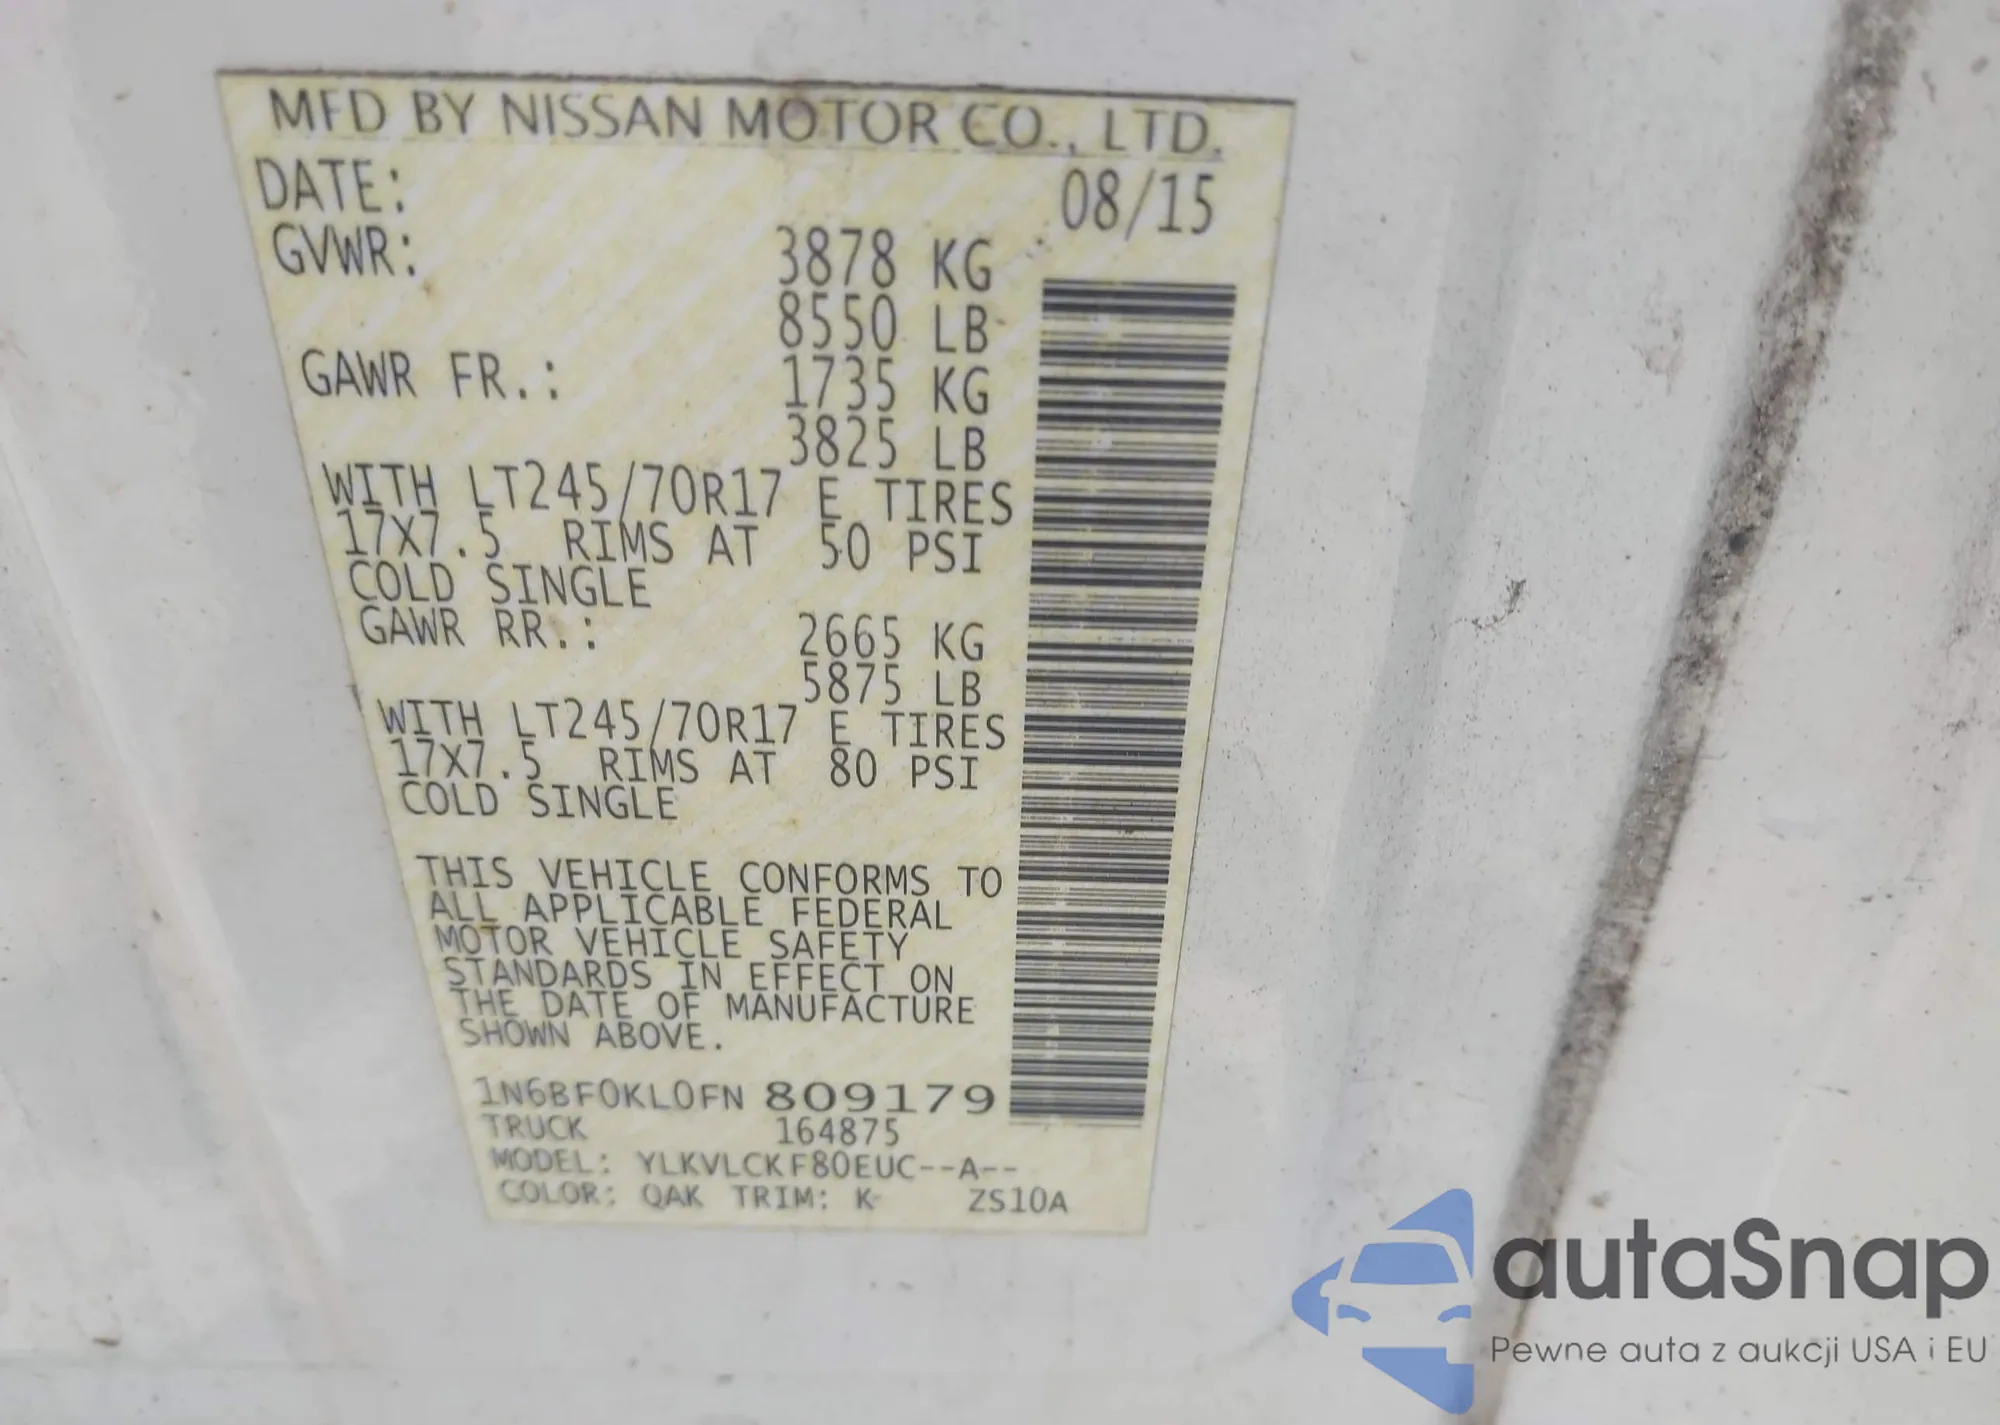 MFD BY NISSAN MOTOR CO., LTD.
DATE: 08/15
GVWR: 3878 KG
8550 LB
GAWR FR.: 1735 KG
3825 LB
WITH LT245/70R17 E TIRES
17X7.5 RIMS AT 50 PSI
COLD SINGLE
GAWR RR.: 2665 KG
5875 LB
WITH LT245/70R17 E TIRES
17X7.5 RIMS AT 80 PSI
COLD SINGLE
THIS VEHICLE CONFORMS TO
ALL APPLICABLE FEDERAL
MOTOR VEHICLE SAFETY
STANDARDS IN EFFECT ON
THE DATE OF MANUFACTURE
SHOWN ABOVE.
1N6BF0KL0FN 809179
TRUCK 164875
MODEL: YLKVLCKF80EUC--A--
COLOR: QAK TRIM: K ZS10A
autaSnap
Pewne auta z aukcji USA i EU